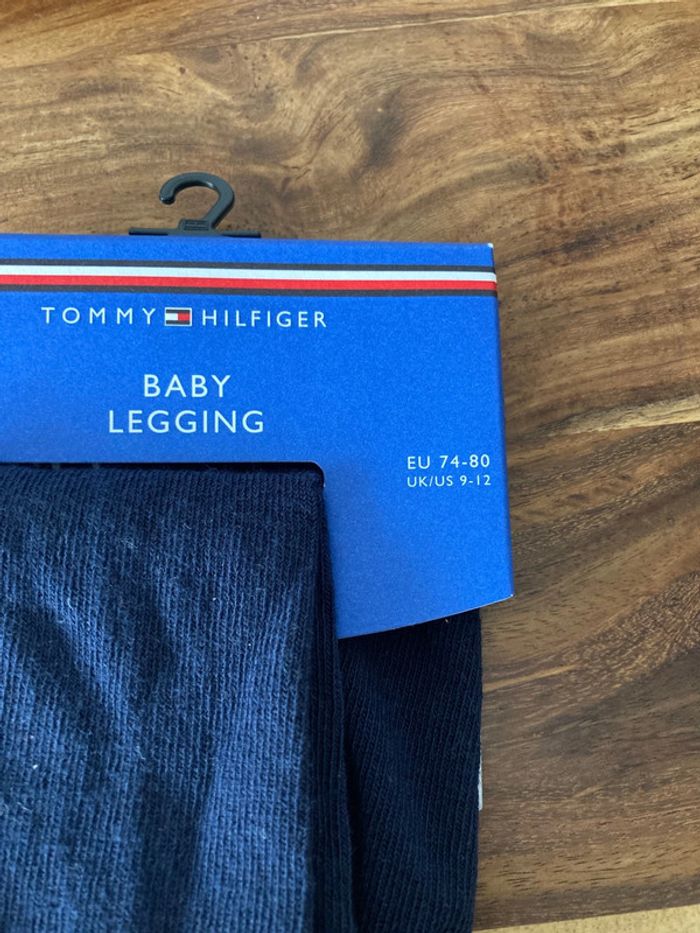 TOMMY HILFIGER
BABY
LEGGING
EU 74-80
UK/US 9-12